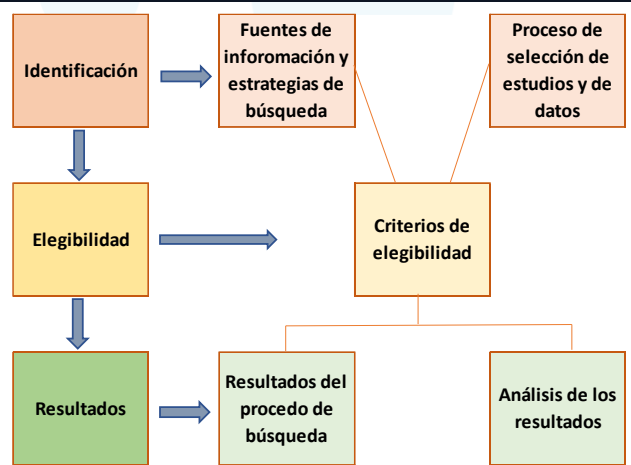 Identificación
Fuentes de
inforomación y
estrategias de
búsqueda
Proceso de
selección de
estudios y de
datos
Elegibilidad
Criterios de
elegibilidad
Resultados
Resultados del
procedo de
búsqueda
Análisis de los
resultados